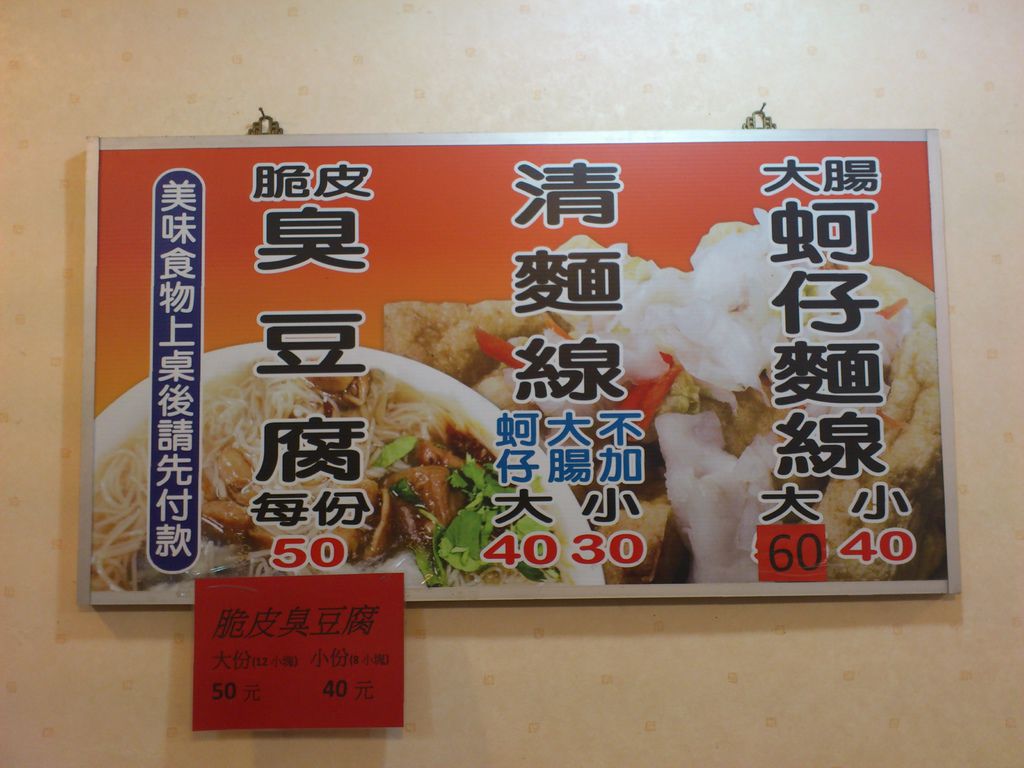 大腸
蚵仔麵線
大 小
60 40
清麵線
不加
大腸
蚵仔
大 小
40 30
脆皮
臭豆腐
每份
50
美味食物上桌後請先付款
脆皮臭豆腐
大份(12小塊) 小份(8小塊)
50元 40元